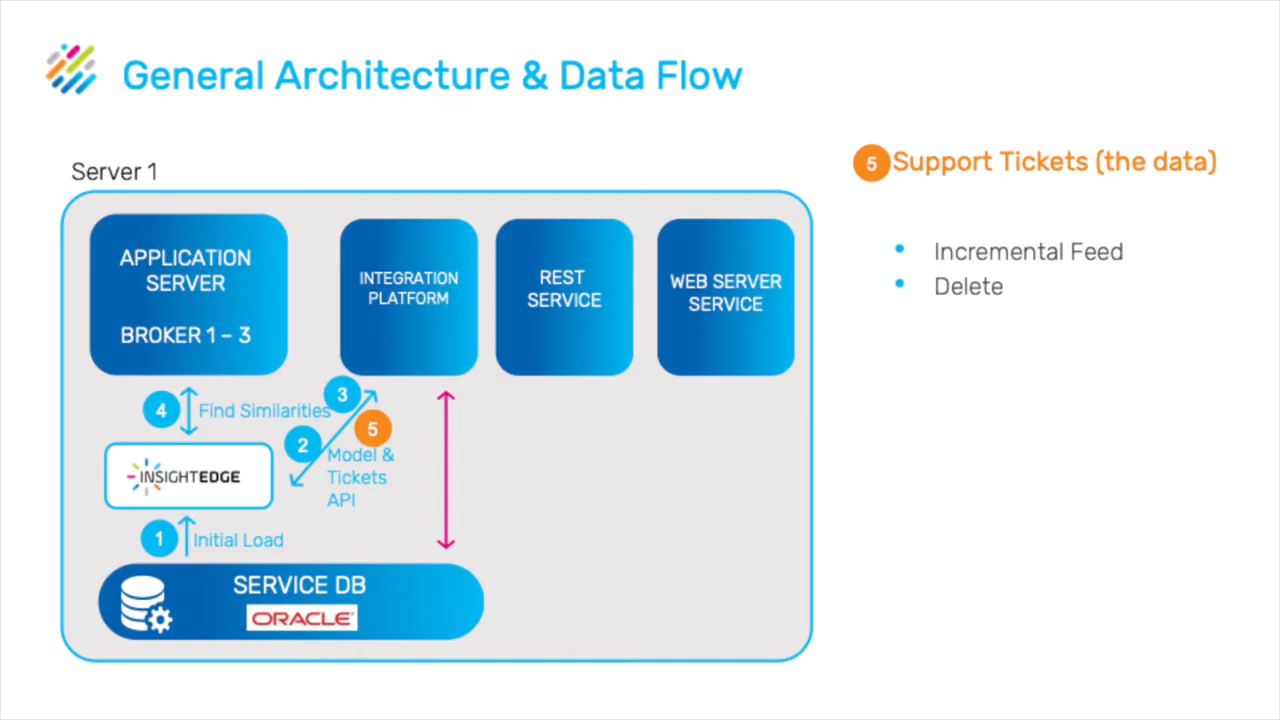 General Architecture & Data Flow
Server 1
5 Support Tickets (the data)
• Incremental Feed
• Delete
APPLICATION
SERVER
BROKER 1 – 3
INTEGRATION
PLATFORM
REST
SERVICE
WEB SERVER
SERVICE
4 Find Similarities
3
5
2
Model &
Tickets
API
INSIGHTEDGE
1 Initial Load
SERVICE DB
ORACLE